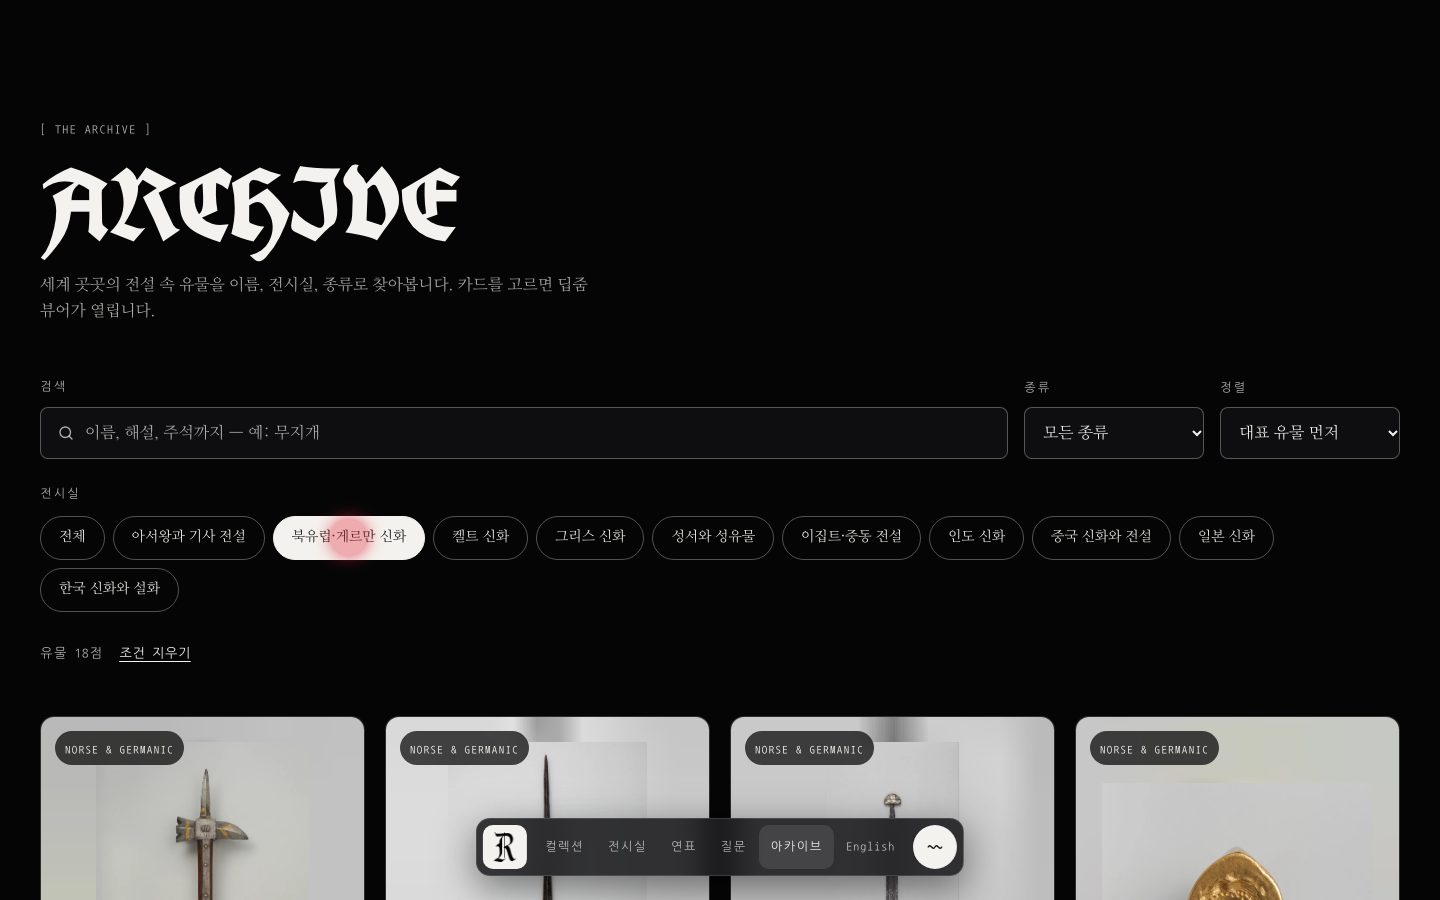 [ THE ARCHIVE ]
ARCHIVE
세계 곳곳의 전설 속 유물을 이름, 전시실, 종류로 찾아봅니다. 카드를 고르면 딥줌
뷰어가 열립니다.
검색
종류
정렬
이름, 해설, 주석까지 — 예: 무지개
모든 종류
대표 유물 먼저
전시실
전체
아서왕과 기사 전설
북유럽·게르만 신화
켈트 신화
그리스 신화
성서와 성유물
이집트·중동 전설
인도 신화
중국 신화와 전설
일본 신화
한국 신화와 설화
유물 18점
조건 지우기
NORSE & GERMANIC
NORSE & GERMANIC
NORSE & GERMANIC
NORSE & GERMANIC
R
컬렉션
전시실
연표
질문
아카이브
English